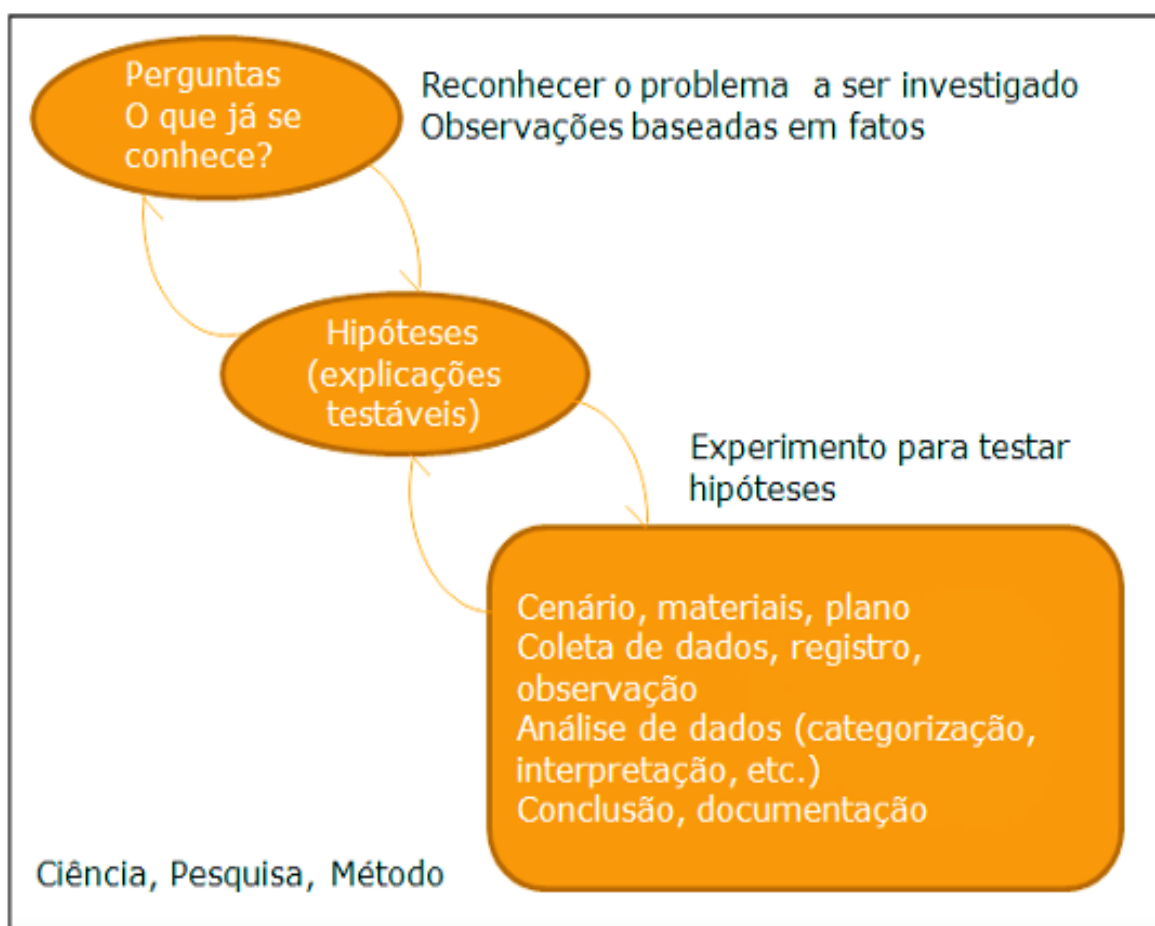 Perguntas
O que já se
conhece?
Reconhecer o problema a ser investigado
Observações baseadas em fatos
Hipóteses
(explicações
testáveis)
Experimento para testar
hipóteses
Cenário, materiais, plano
Coleta de dados, registro,
observação
Análise de dados (categorização,
interpretação, etc.)
Conclusão, documentação
Ciência, Pesquisa, Método